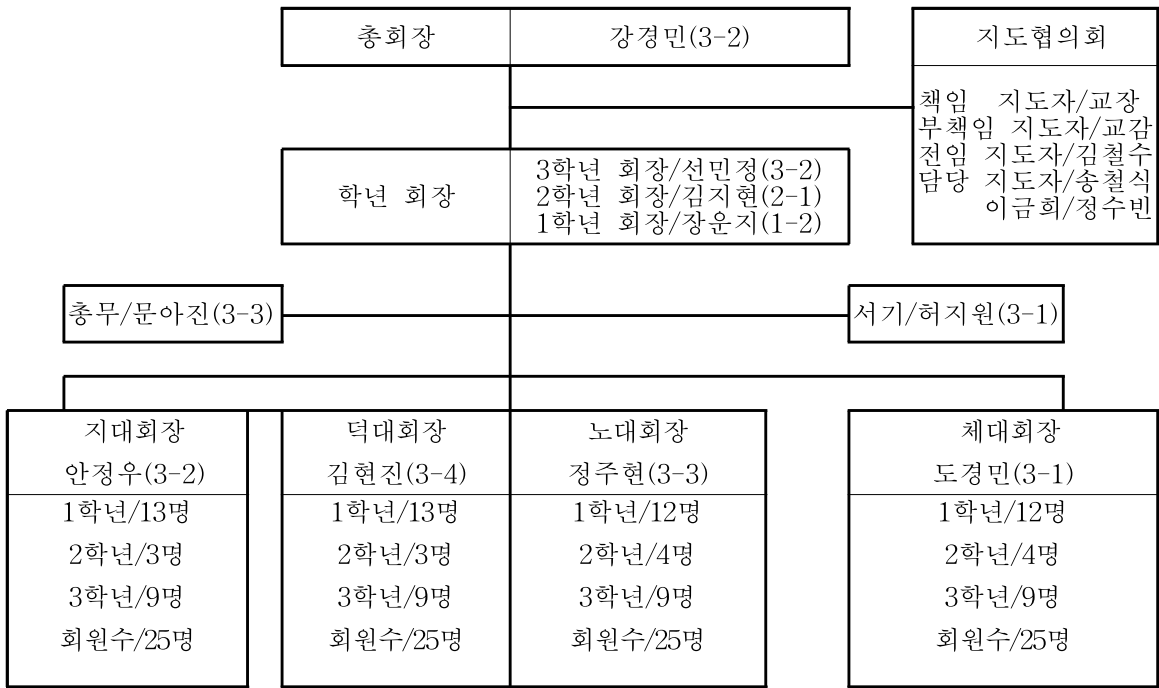 총회장 강경민(3-2)
지도협의회
책임 지도자/교장
부책임 지도자/교감
전임 지도자/김철수
담당 지도자/송철식
이금희/정수빈
학년 회장
3학년 회장/선민정(3-2)
2학년 회장/김지현(2-1)
1학년 회장/장운지(1-2)
총무/문아진(3-3)
서기/허지원(3-1)
지대회장
안정우(3-2)
1학년/13명
2학년/3명
3학년/9명
회원수/25명
덕대회장
김현진(3-4)
1학년/13명
2학년/3명
3학년/9명
회원수/25명
노대회장
정주현(3-3)
1학년/12명
2학년/4명
3학년/9명
회원수/25명
체대회장
도경민(3-1)
1학년/12명
2학년/4명
3학년/9명
회원수/25명